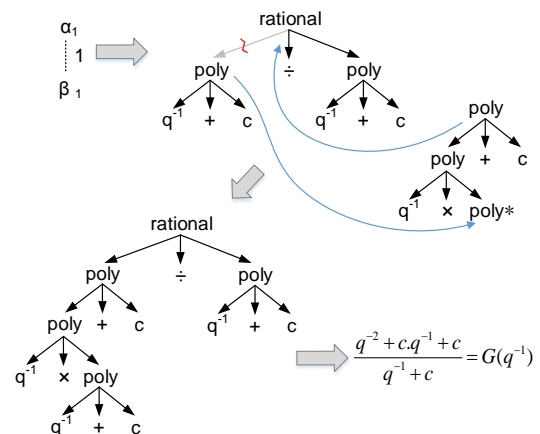 rational
α₁
1
β ₁
poly ÷ poly
q⁻¹ + c q⁻¹ + c
poly
poly + c
q⁻¹ × poly*
rational
poly ÷ poly
poly + c q⁻¹ + c
q⁻¹ × poly
q⁻¹ + c
q⁻² + c.q⁻¹ + c
= G(q⁻¹)
q⁻¹ + c